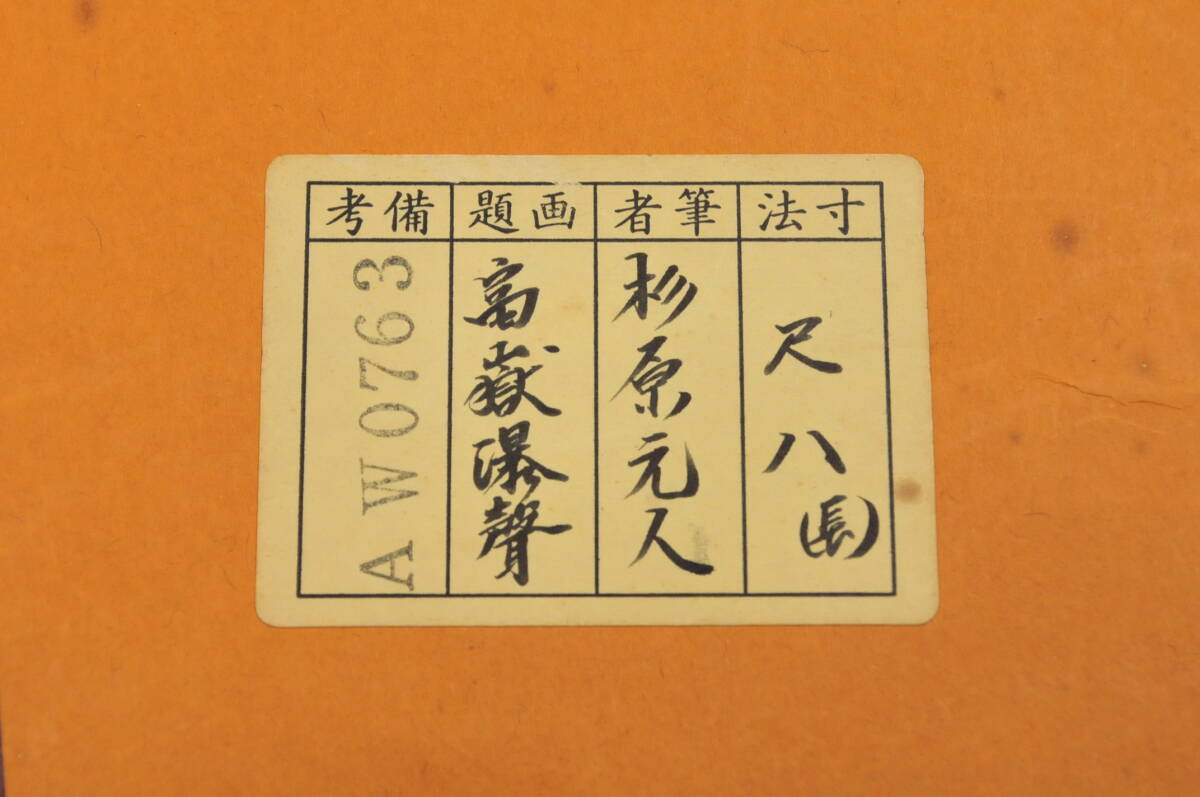 寸法
尺八
(長)
筆者
杉原元人
画題
高嶽瀑聲
備考
AW0763